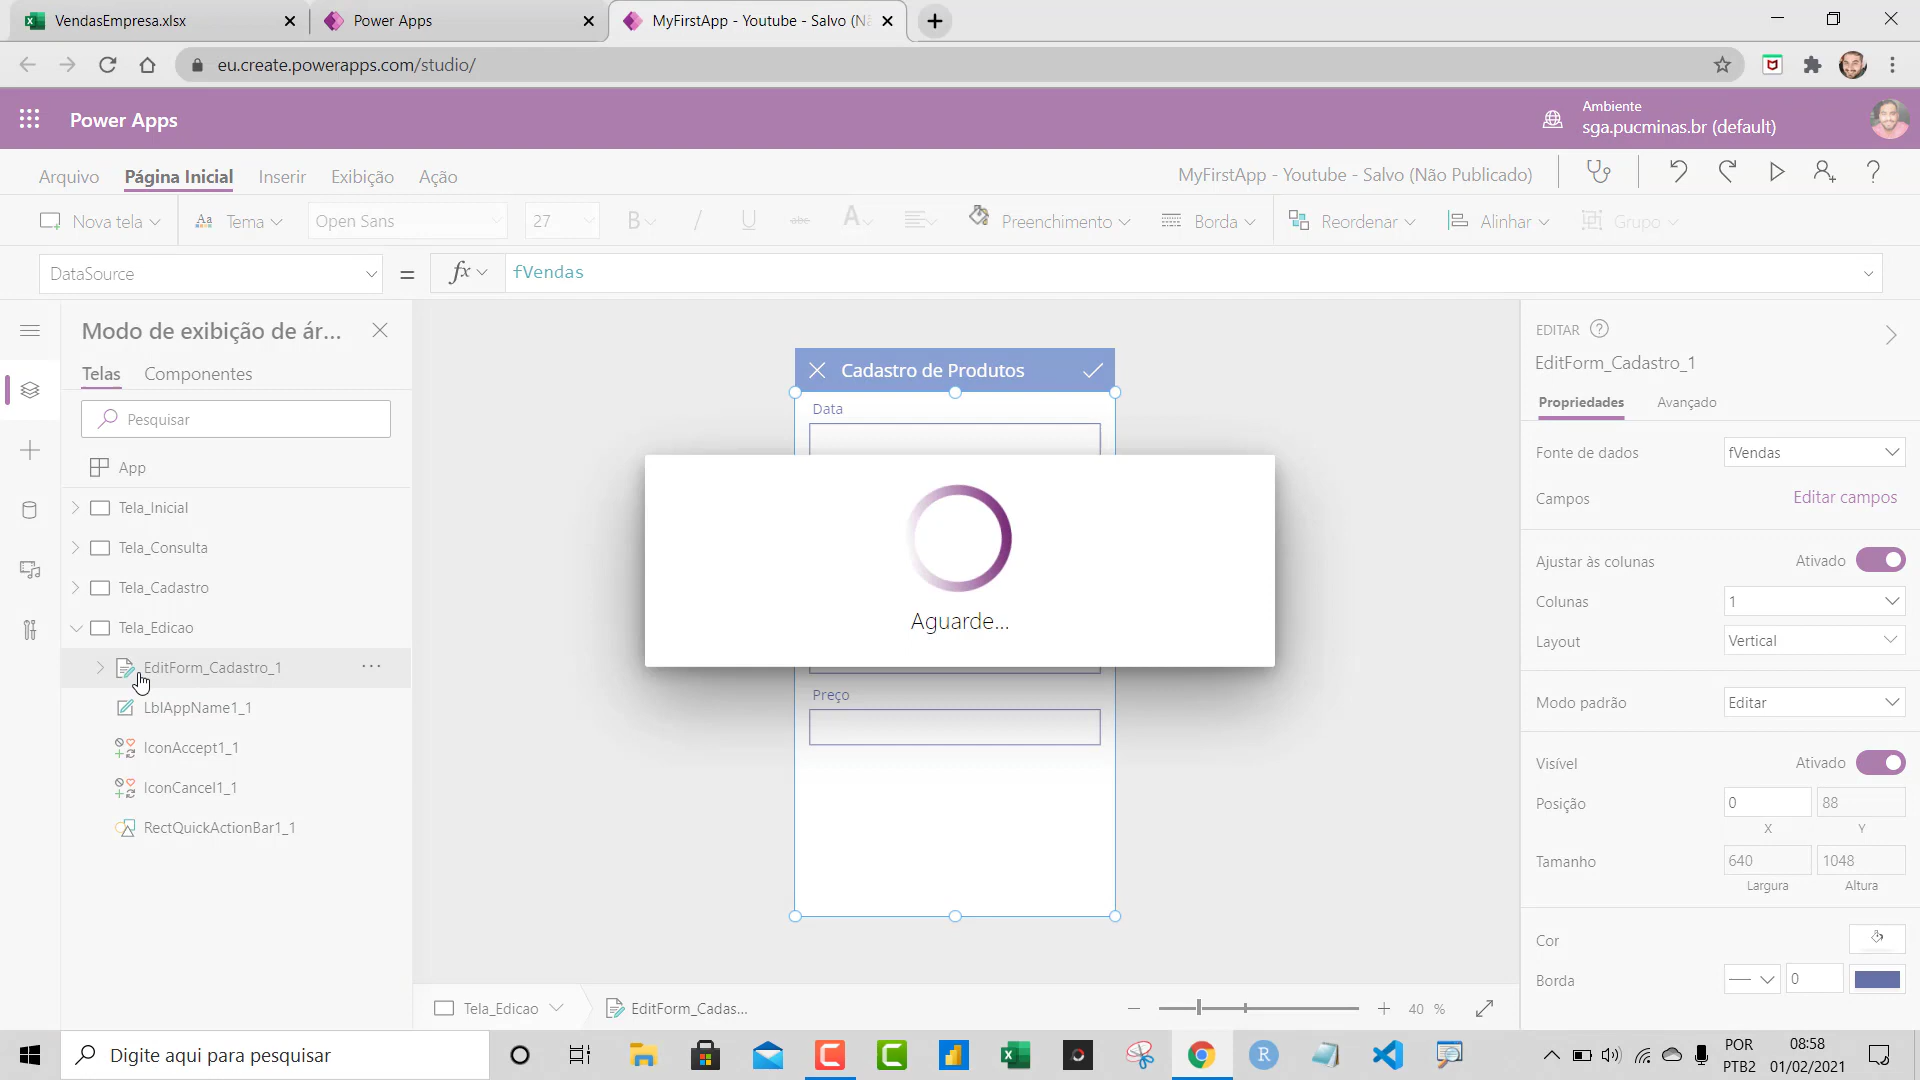 VendasEmpresa.xlsx
Power Apps
MyFirstApp - Youtube - Salvo (N
eu.create.powerapps.com/studio/
Power Apps
Ambiente
sga.pucminas.br (default)
Arquivo
Página Inicial
Inserir
Exibição
Ação
MyFirstApp - Youtube - Salvo (Não Publicado)
Nova tela
Tema
Open Sans
27
B
Preenchimento
Borda
Reordenar
Alinhar
Grupo
DataSource
=
fx
fVendas
Modo de exibição de ár...
Telas
Componentes
Pesquisar
App
Tela_Inicial
Tela_Consulta
Tela_Cadastro
Tela_Edicao
EditForm_Cadastro_1
LblAppName1_1
IconAccept1_1
IconCancel1_1
RectQuickActionBar1_1
Cadastro de Produtos
Data
Aguarde...
Preço
EDITAR
EditForm_Cadastro_1
Propriedades
Avançado
Fonte de dados
fVendas
Campos
Editar campos
Ajustar às colunas
Ativado
Colunas
1
Layout
Vertical
Modo padrão
Editar
Visível
Ativado
Posição
0
88
X
Y
Tamanho
640
1048
Largura
Altura
Cor
Borda
0
Tela_Edicao
EditForm_Cadas...
40 %
Digite aqui para pesquisar
POR
PTB2
08:58
01/02/2021